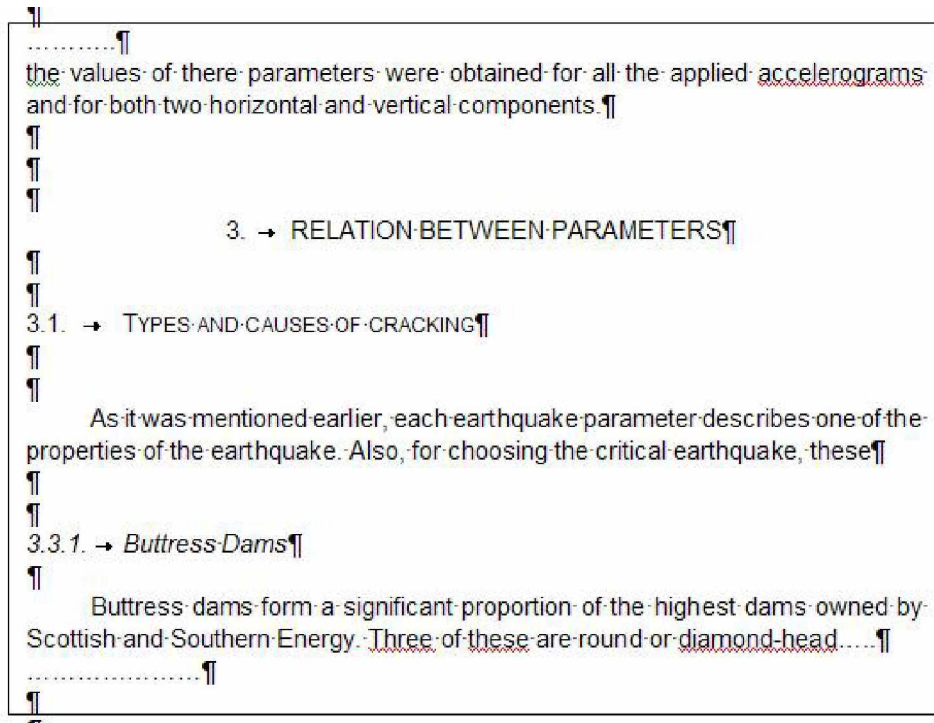 ¶
………..¶
the·values·of·there·parameters·were·obtained·for·all·the·applied·accelerograms·
and·for·both·two·horizontal·and·vertical·components.¶
¶
¶
¶
3. → RELATION·BETWEEN·PARAMETERS¶
¶
¶
3.1. → TYPES·AND·CAUSES·OF·CRACKING¶
¶
¶
As·it·was·mentioned·earlier,·each·earthquake·parameter·describes·one·of·the·
properties·of·the·earthquake.·Also,·for·choosing·the·critical·earthquake,·these¶
¶
¶
3.3.1. → Buttress·Dams¶
¶
Buttress·dams·form·a·significant·proportion·of·the·highest·dams·owned·by·
Scottish·and·Southern·Energy.·Three·of·these·are·round·or·diamond-head…..¶
…………………¶
¶